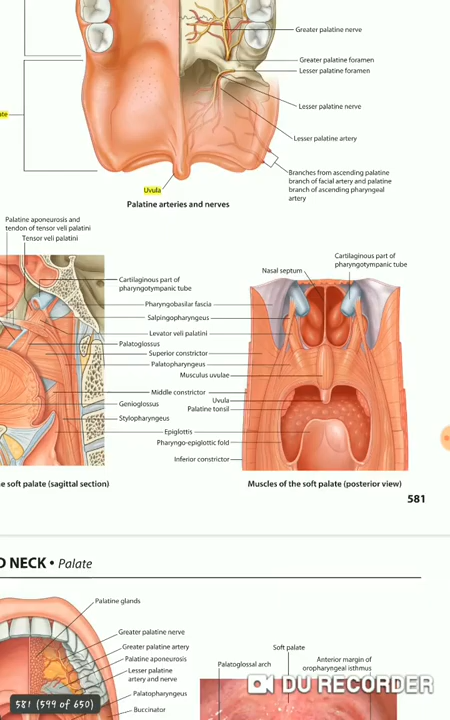 Greater palatine nerve
Greater palatine foramen
Lesser palatine foramen
Lesser palatine nerve
Lesser palatine artery
Branches from ascending palatine
branch of facial artery and palatine
branch of ascending pharyngeal
artery
ate
Uvula
Palatine arteries and nerves
Palatine aponeurosis and
tendon of tensor veli palatini
Tensor veli palatini
Cartilaginous part of
pharyngotympanic tube
Nasal septum
Cartilaginous part of
pharyngotympanic tube
Pharyngobasilar fascia
Salpingopharyngeus
Levator veli palatini
Palatoglossus
Superior constrictor
Palatopharyngeus
Musculus uvulae
Middle constrictor
Uvula
Genioglossus
Palatine tonsil
Stylopharyngeus
Epiglottis
Pharyngo-epiglottic fold
Inferior constrictor
e soft palate (sagittal section)
Muscles of the soft palate (posterior view)
581
D NECK • Palate
Palatine glands
Greater palatine nerve
Greater palatine artery
Palatine aponeurosis
Lesser palatine
artery and nerve
Palatopharyngeus
Buccinator
Soft palate
Palatoglossal arch
Anterior margin of
oropharyngeal isthmus
DU RECORDER
581 (599 of 650)